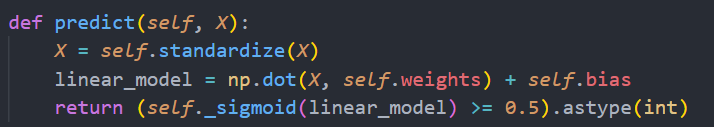 def predict(self, X):
    X = self.standardize(X)
    linear_model = np.dot(X, self.weights) + self.bias
    return (self._sigmoid(linear_model) >= 0.5).astype(int)